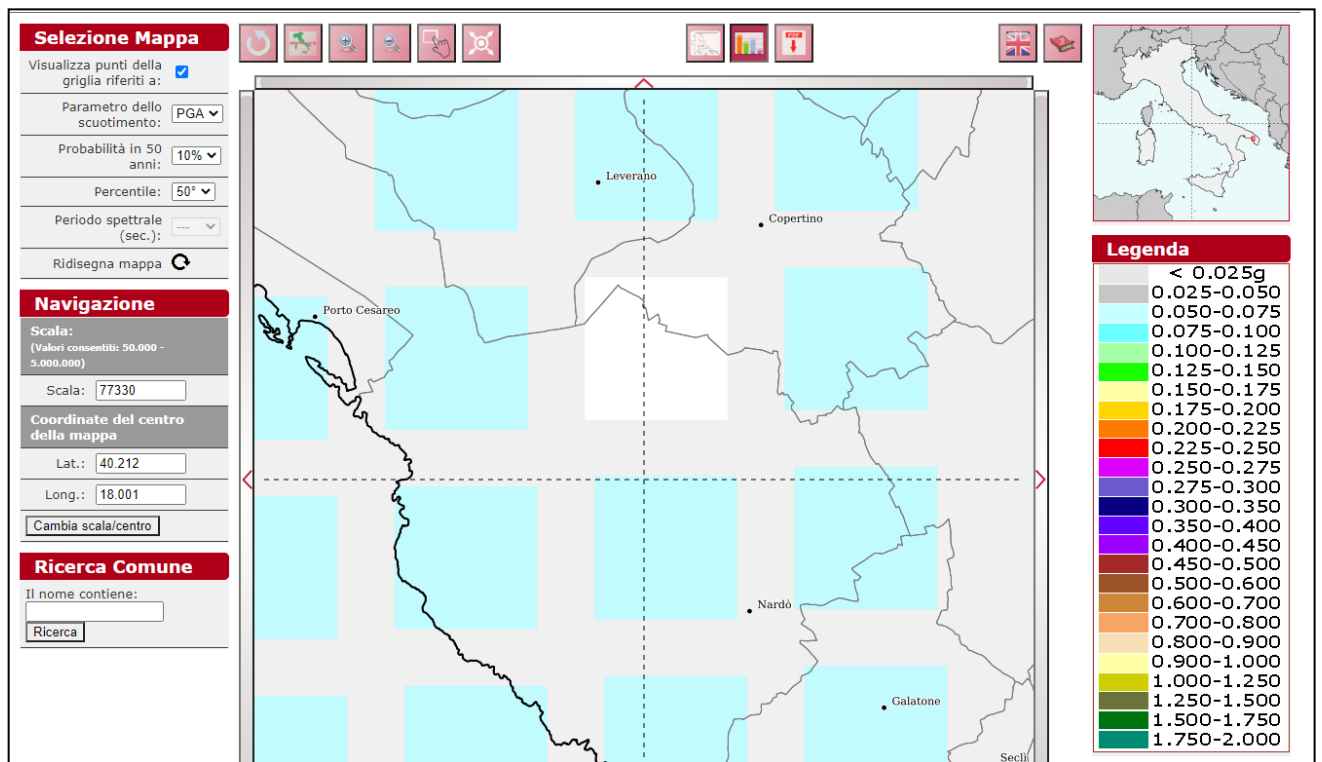 Selezione Mappa
Visualizza punti della
griglia riferiti a:
Parametro dello
scuotimento:
PGA
Probabilità in 50
anni:
10%
Percentile:
50°
Periodo spettrale
(sec.):
---
Ridisegna mappa
Navigazione
Scala:
(Valori consentiti: 50.000 -
5.000.000)
Scala:
77330
Coordinate del centro
della mappa
Lat.:
40.212
Long.:
18.001
Cambia scala/centro
Ricerca Comune
Il nome contiene:
Ricerca
PDF
Leverano
Copertino
Porto Cesareo
Nardò
Galatone
Seclì
Legenda
< 0.025g
0.025-0.050
0.050-0.075
0.075-0.100
0.100-0.125
0.125-0.150
0.150-0.175
0.175-0.200
0.200-0.225
0.225-0.250
0.250-0.275
0.275-0.300
0.300-0.350
0.350-0.400
0.400-0.450
0.450-0.500
0.500-0.600
0.600-0.700
0.700-0.800
0.800-0.900
0.900-1.000
1.000-1.250
1.250-1.500
1.500-1.750
1.750-2.000